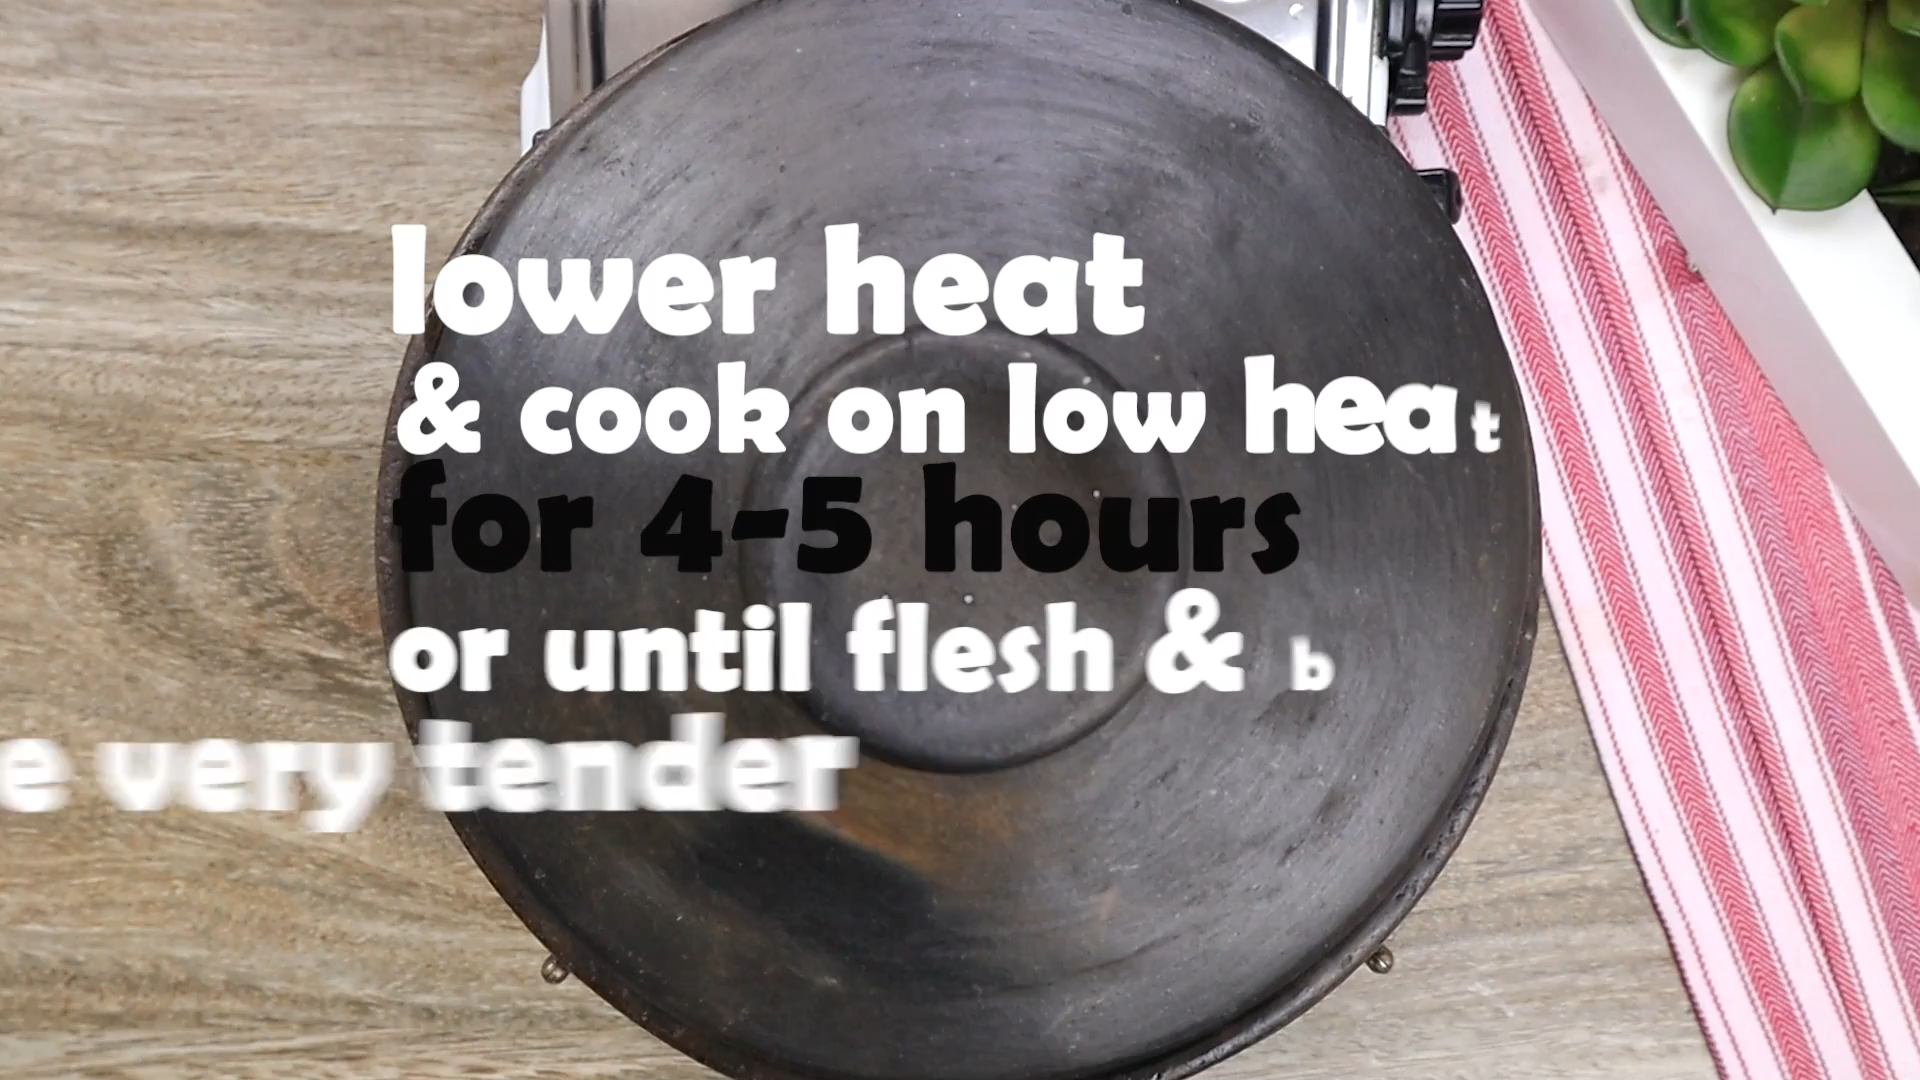 lower heat
& cook on low heat
for 4-5 hours
or until flesh & b
e very tender